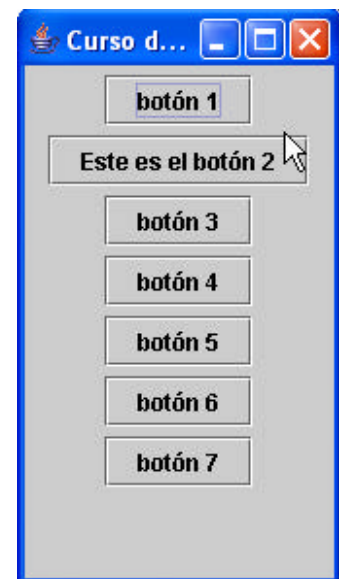 Curso d...
botón 1
Este es el botón 2
botón 3
botón 4
botón 5
botón 6
botón 7